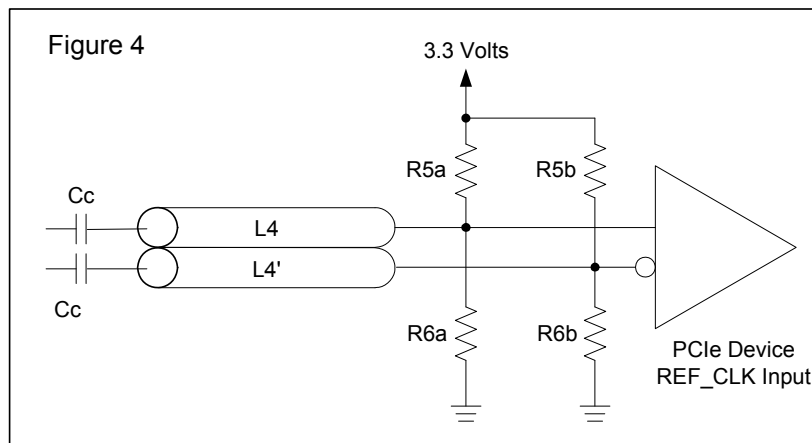 Figure 4
3.3 Volts
R5a
R5b
Cc
L4
L4'
Cc
R6a
R6b
PCIe Device
REF_CLK Input